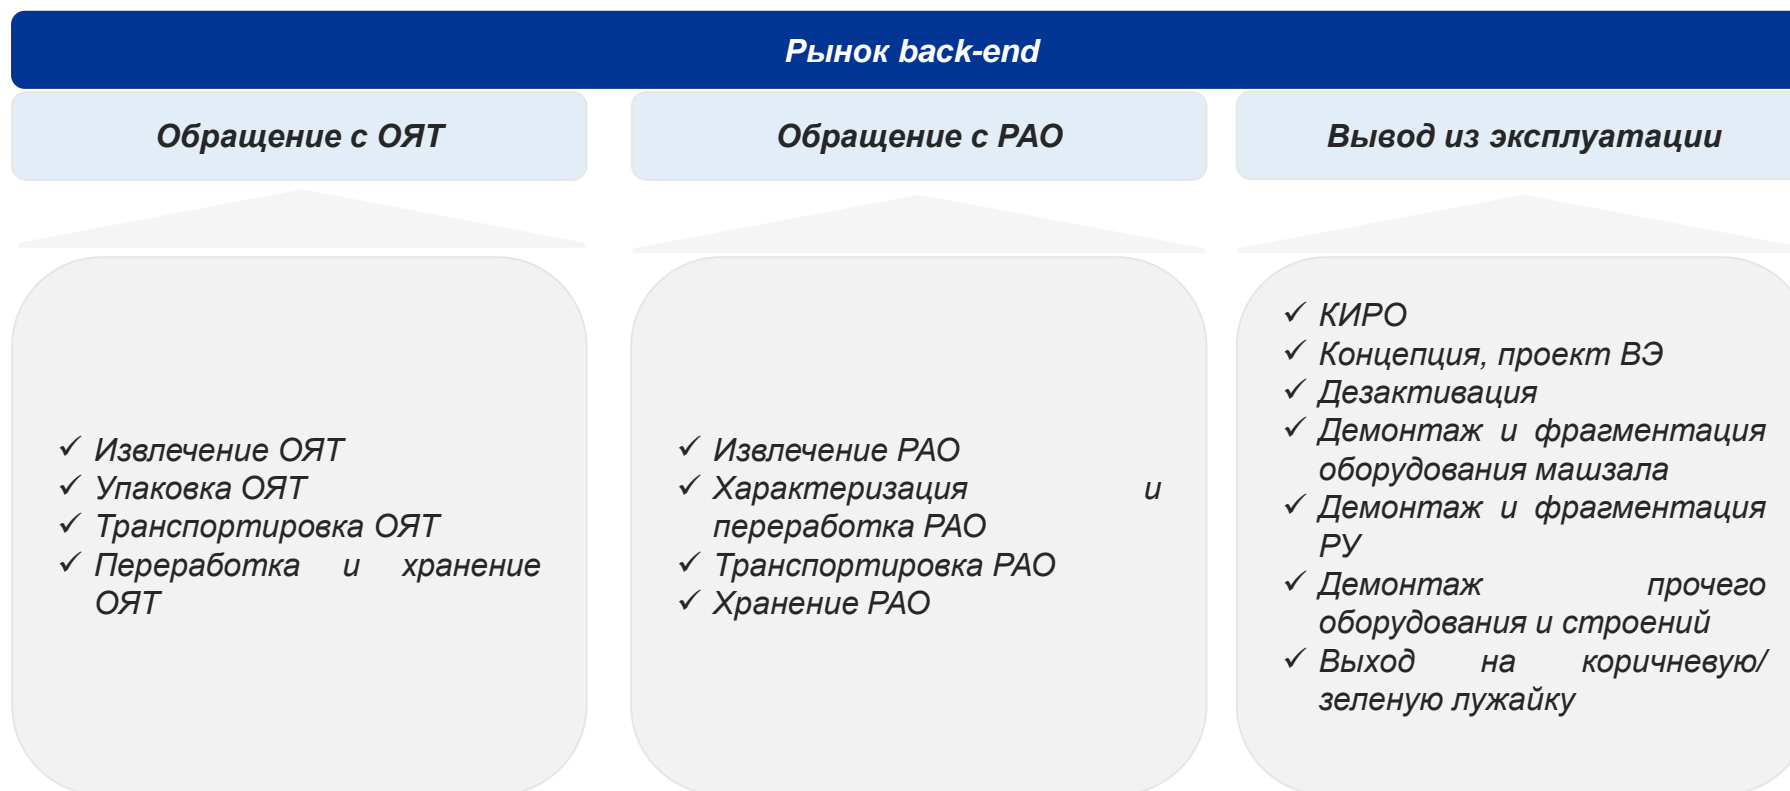 Рынок back-end
Обращение с ОЯТ
Обращение с РАО
Вывод из эксплуатации
✓ Извлечение ОЯТ
✓ Упаковка ОЯТ
✓ Транспортировка ОЯТ
✓ Переработка и хранение
ОЯТ
✓ Извлечение РАО
✓ Характеризация и
переработка РАО
✓ Транспортировка РАО
✓ Хранение РАО
✓ КИРО
✓ Концепция, проект ВЭ
✓ Дезактивация
✓ Демонтаж и фрагментация
оборудования машзала
✓ Демонтаж и фрагментация
РУ
✓ Демонтаж прочего
оборудования и строений
✓ Выход на коричневую/
зеленую лужайку